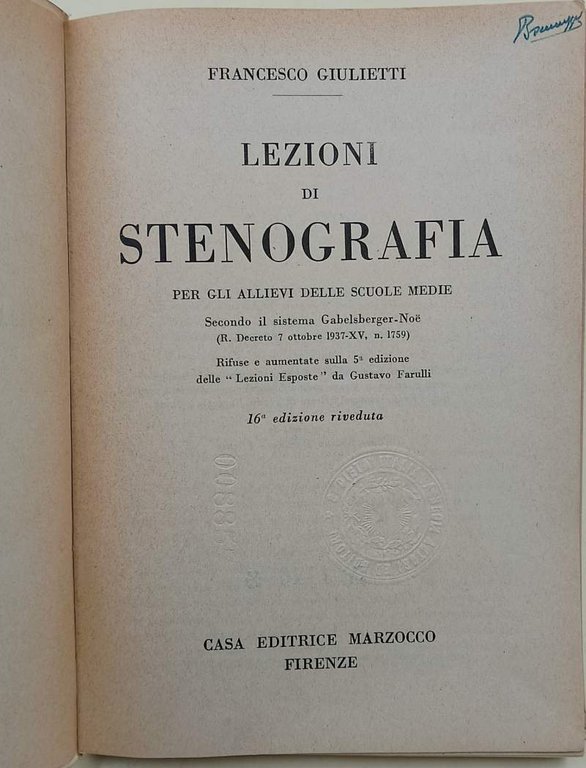 FRANCESCO GIULIETTI
LEZIONI
DI
STENOGRAFIA
PER GLI ALLIEVI DELLE SCUOLE MEDIE
Secondo il sistema Gabelsberger-Noë
(R. Decreto 7 ottobre 1937-XV, n. 1759)
Rifuse e aumentate sulla 5ª edizione
delle “ Lezioni Esposte ” da Gustavo Farulli
16ª edizione riveduta
CASA EDITRICE MARZOCCO
FIRENZE